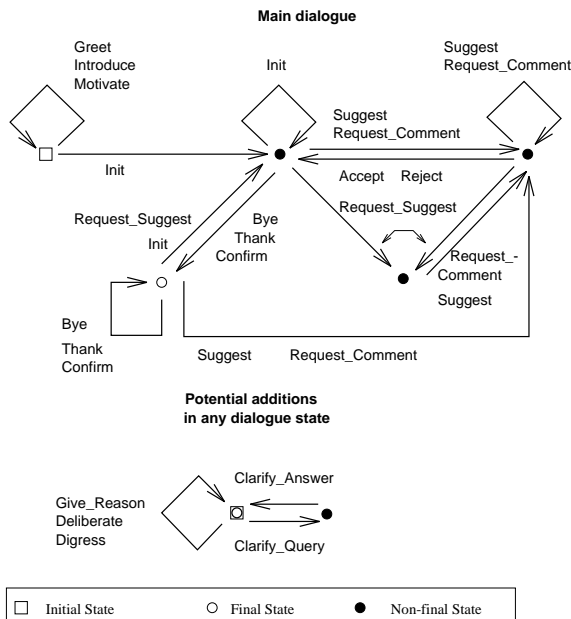 Main dialogue
Greet
Introduce
Motivate
Init
Suggest
Request_Comment
Suggest
Request_Comment
Init
Accept Reject
Request_Suggest
Request_Suggest
Init
Bye
Thank
Confirm
Request_-
Comment
Suggest
Bye
Thank
Confirm
Suggest Request_Comment
Potential additions
in any dialogue state
Give_Reason
Deliberate
Digress
Clarify_Answer
Clarify_Query
Initial State Final State Non-final State